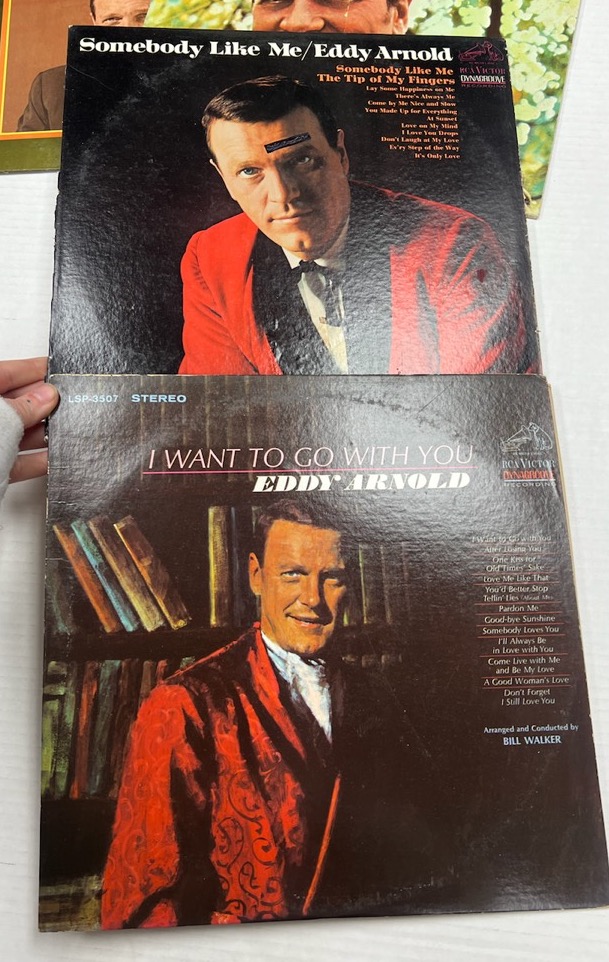 Somebody Like Me/Eddy Arnold
RCA VICTOR
DYNAGROOVE
RECORDING
Somebody Like Me
The Tip of My Fingers
Lay Some Happiness on Me
There's Always Me
Come by Me Nice and Slow
You Made Up for Everything
At Sunset
Love on My Mind
I Love You Drops
Don't Laugh at My Love
Ev'ry Step of the Way
It's Only Love
LSP-3507 STEREO
I WANT TO GO WITH YOU
EDDY ARNOLD
RCA VICTOR
DYNAGROOVE
RECORDING
I Want to Go with You
After Losing You
One Kiss for
Old Times' Sake
Love Me Like That
You'd Better Stop
Tellin' Lies (About Me)
Pardon Me
Good-bye Sunshine
Somebody Loves You
I'll Always Be
in Love with You
Come Live with Me
and Be My Love
A Good Woman's Love
Don't Forget
I Still Love You
Arranged and Conducted by
BILL WALKER